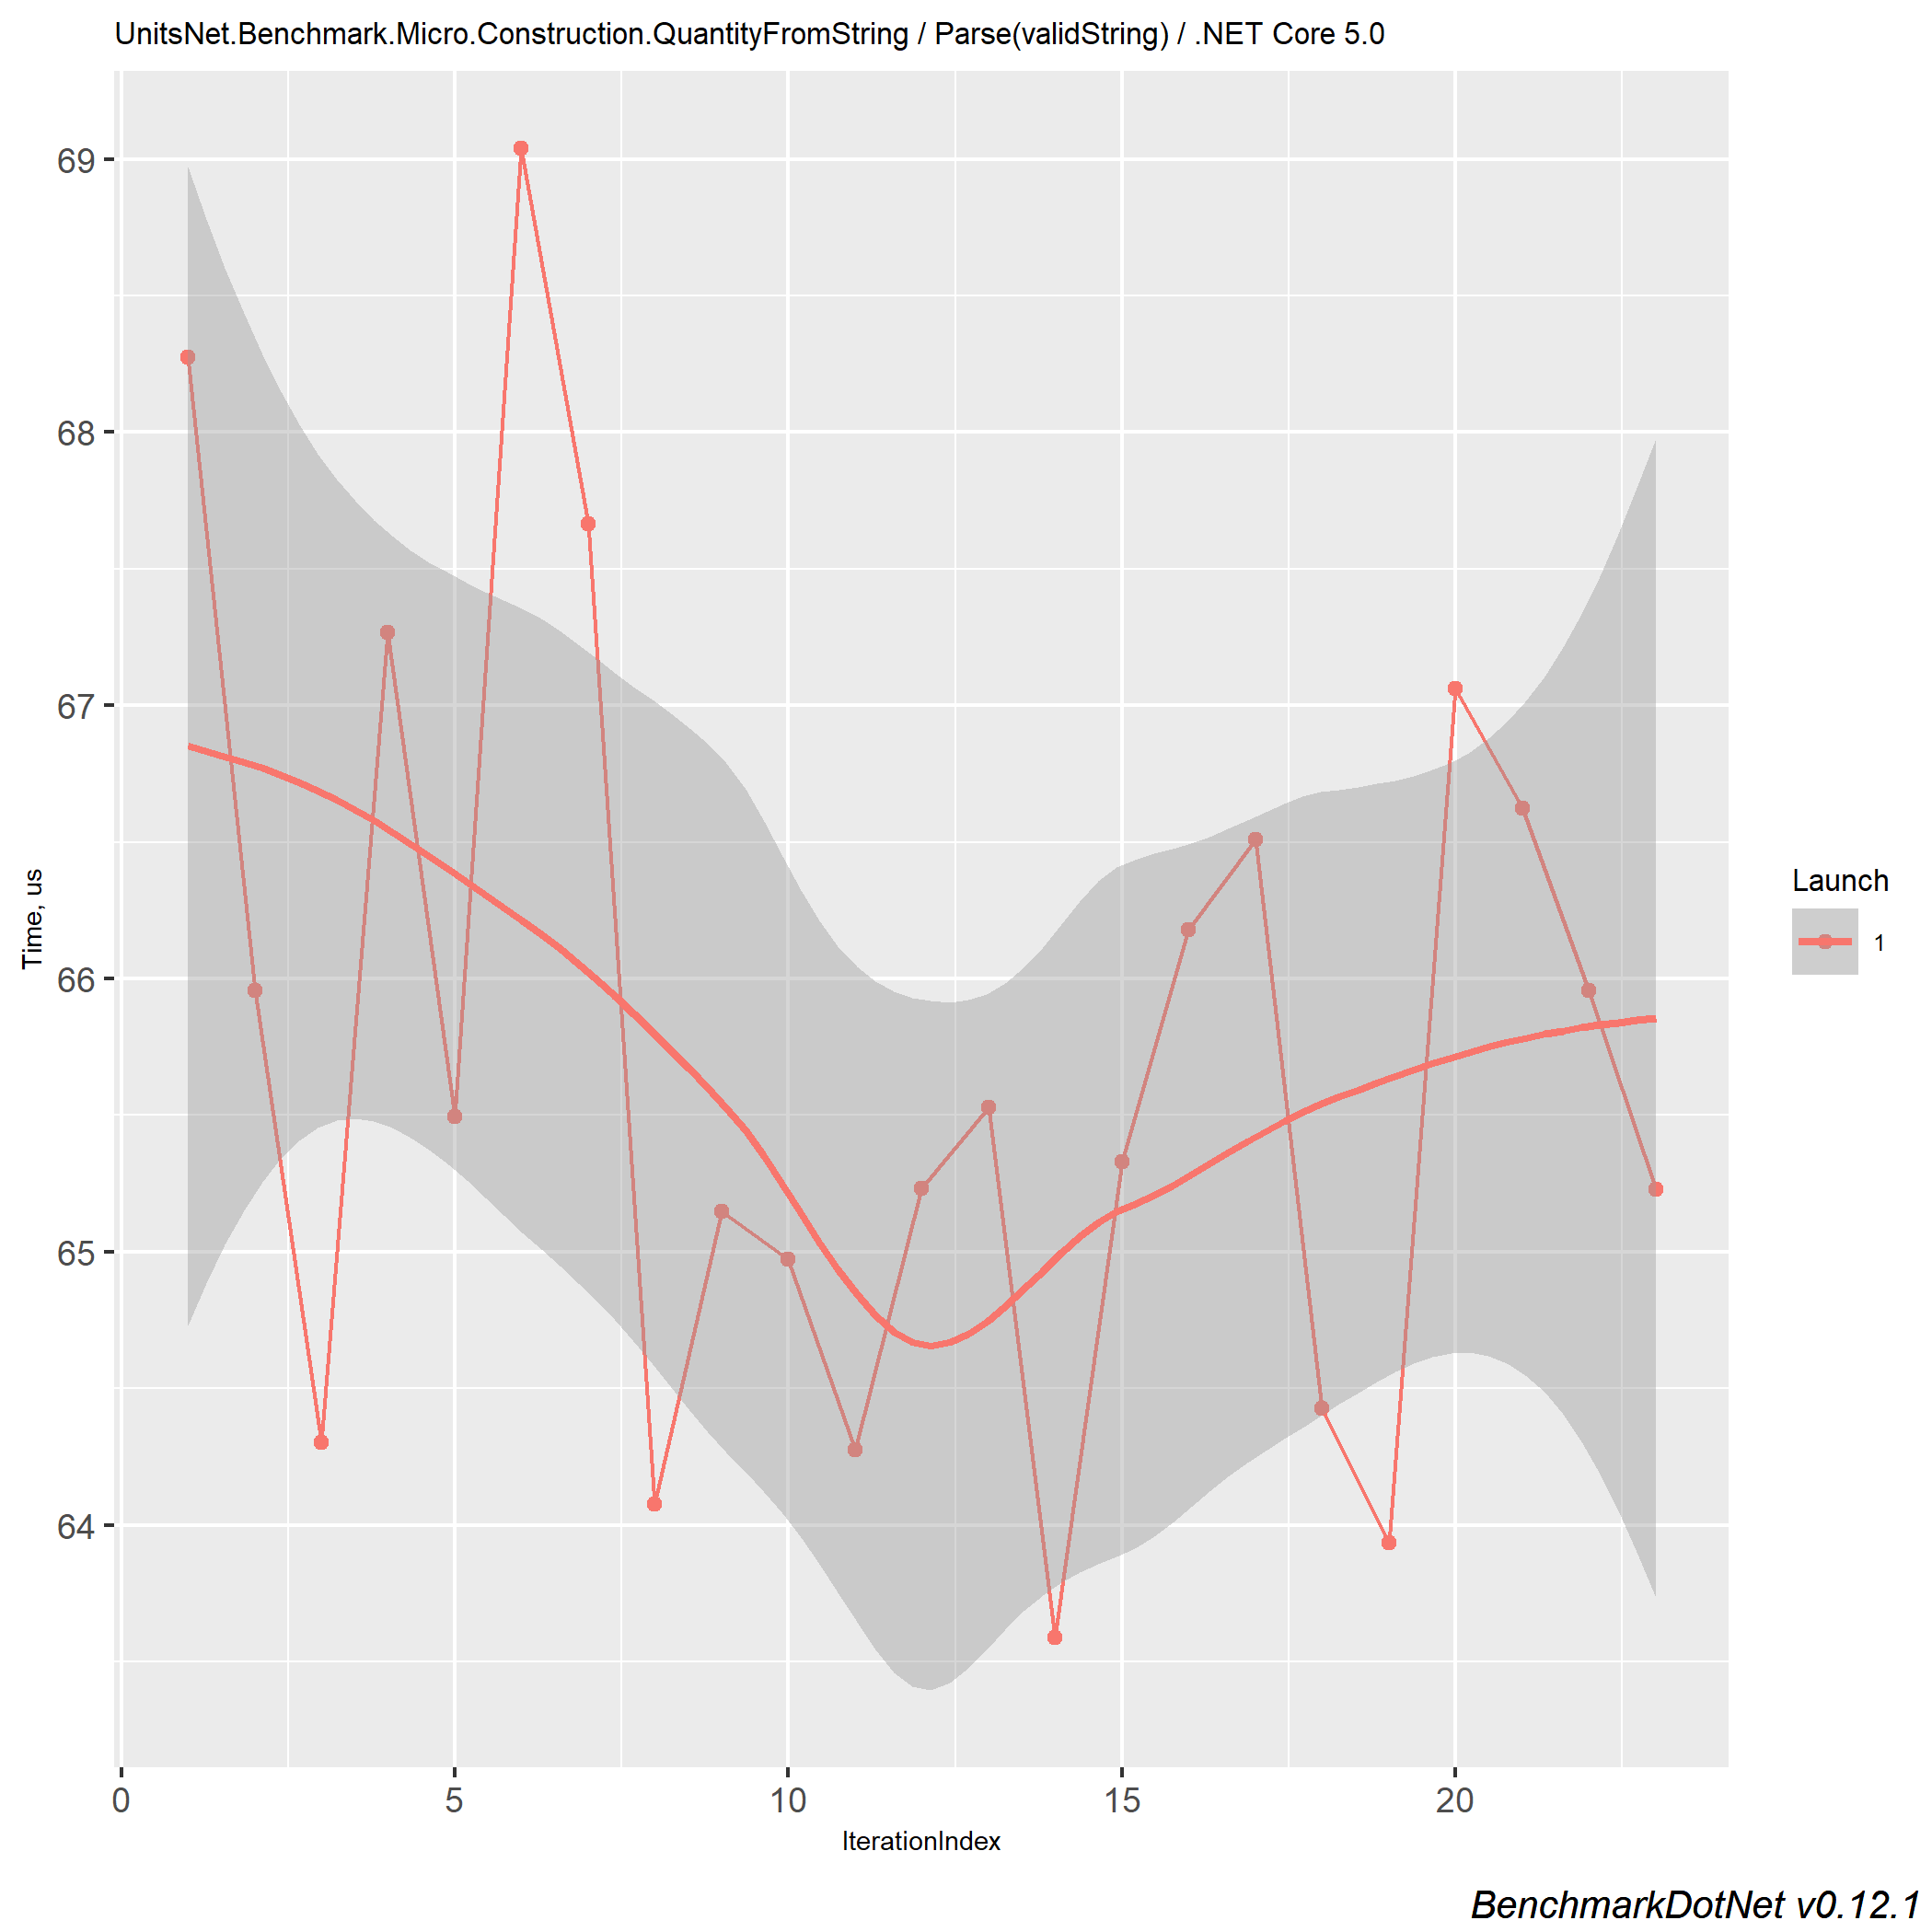 UnitsNet.Benchmark.Micro.Construction.QuantityFromString / Parse(validString) / .NET Core 5.0
69
68
67
66
65
64
Time, us
0 5 10 15 20
IterationIndex
Launch
1
BenchmarkDotNet v0.12.1